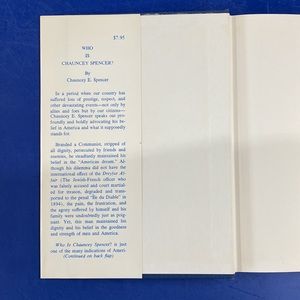 $7.95
WHO
IS
CHAUNCEY SPENCER?
By
Chauncey E. Spencer
In a period when our country has
suffered loss of prestige, respect, and
other devastating events—not only by
aliens and foes but by our citizens—
Chauncey E. Spencer speaks out pro-
foundly and boldly advocating his belief
in America and what it supposedly
stands for.
Branded a Communist, stripped of
all dignity, persecuted by friends and
enemies, he steadfastly maintained his
belief in the "American dream." Al-
though his dilemma did not have the
international effect of the Dreyfus Af-
fair (The Jewish-French officer who
was falsely accused and court martial-
ed for treason, degraded and trans-
ported to the penal "Île du Diable" in
1894), the pain, the frustration, and
the agony suffered by himself and his
family were undoubtedly just as poig-
nant. Yet, this man maintained his
dignity and belief in the goodness
and strength of men and America.
Who Is Chauncey Spencer? is just
one of the many indications of Ameri-
(Continued on back flap)